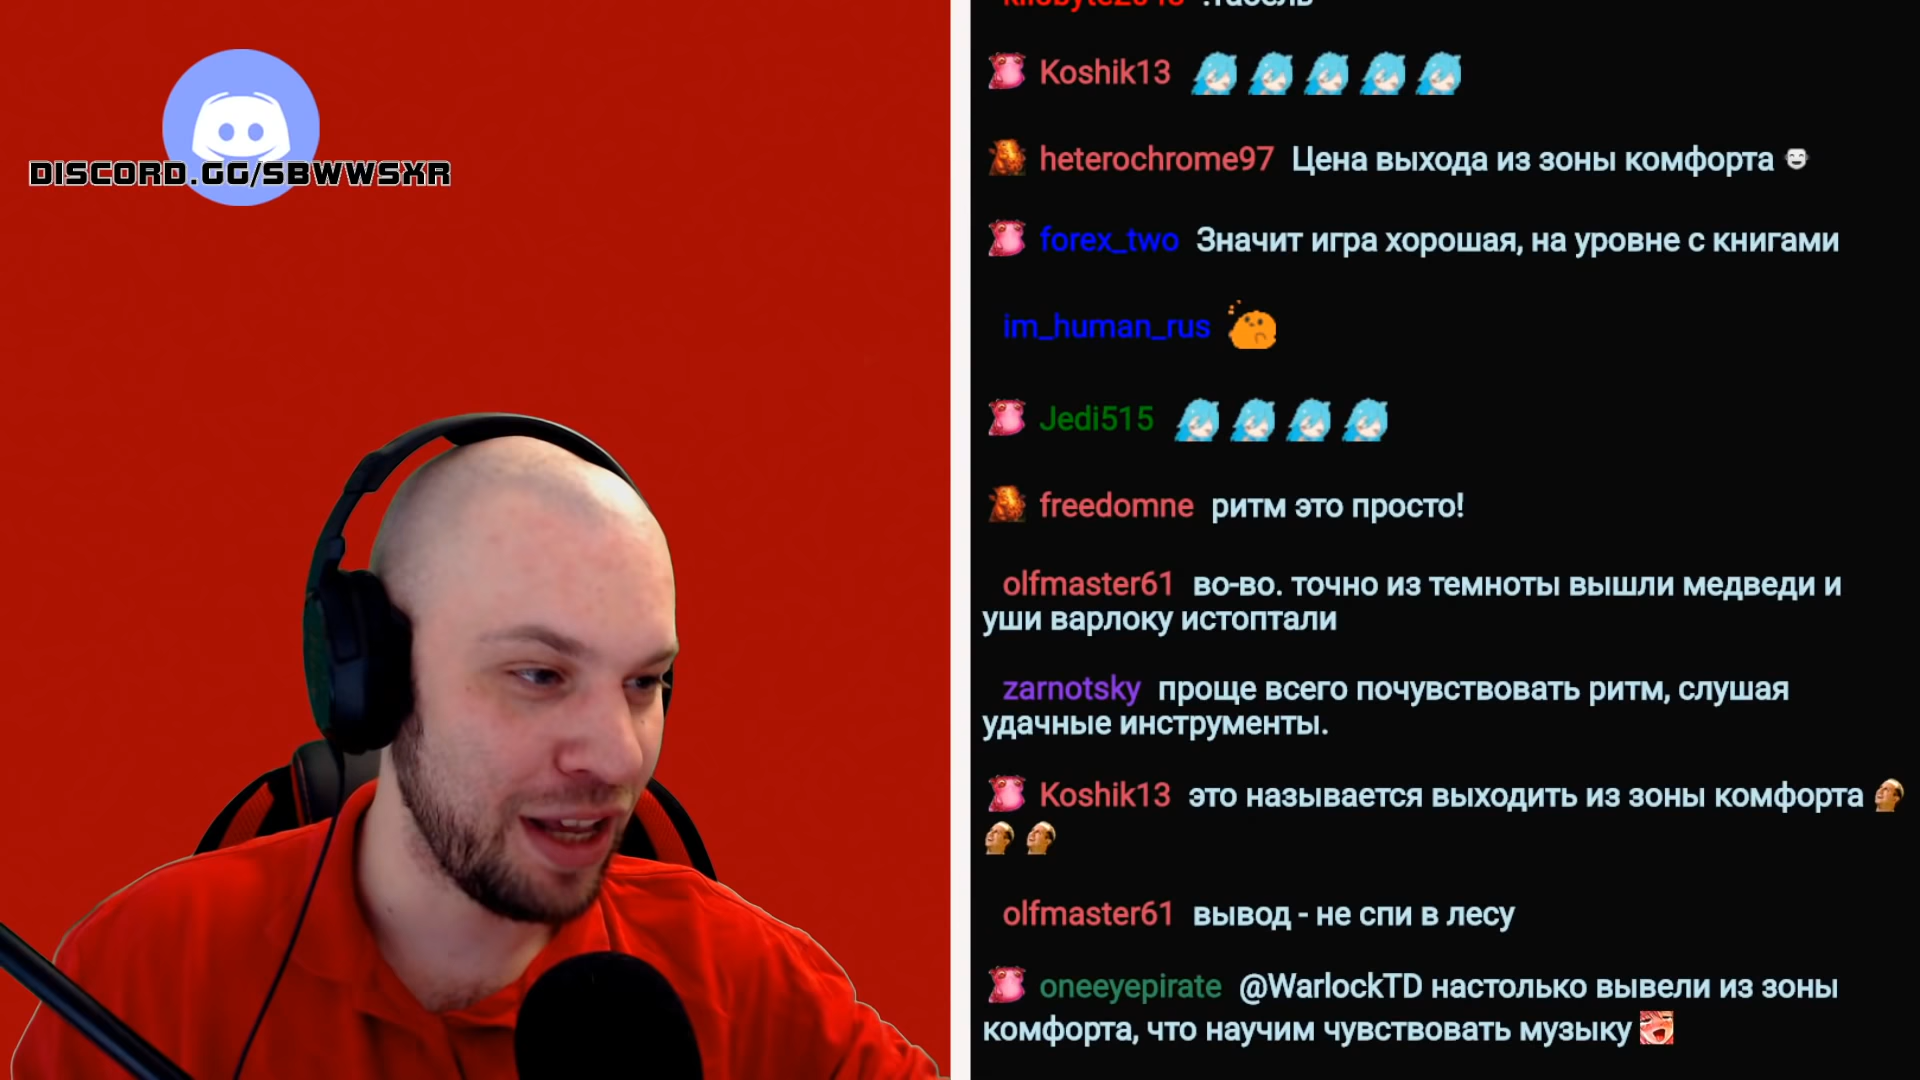 DISCORD.GG/SBWWSXR
Koshik13
heterochrome97 Цена выхода из зоны комфорта
forex_two Значит игра хорошая, на уровне с книгами
im_human_rus
Jedi515
freedomne ритм это просто!
olfmaster61 во-во. точно из темноты вышли медведи и
уши варлоку истоптали
zarnotsky проще всего почувствовать ритм, слушая
удачные инструменты.
Koshik13 это называется выходить из зоны комфорта
olfmaster61 вывод - не спи в лесу
oneeyepirate @WarlockTD настолько вывели из зоны
комфорта, что научим чувствовать музыку